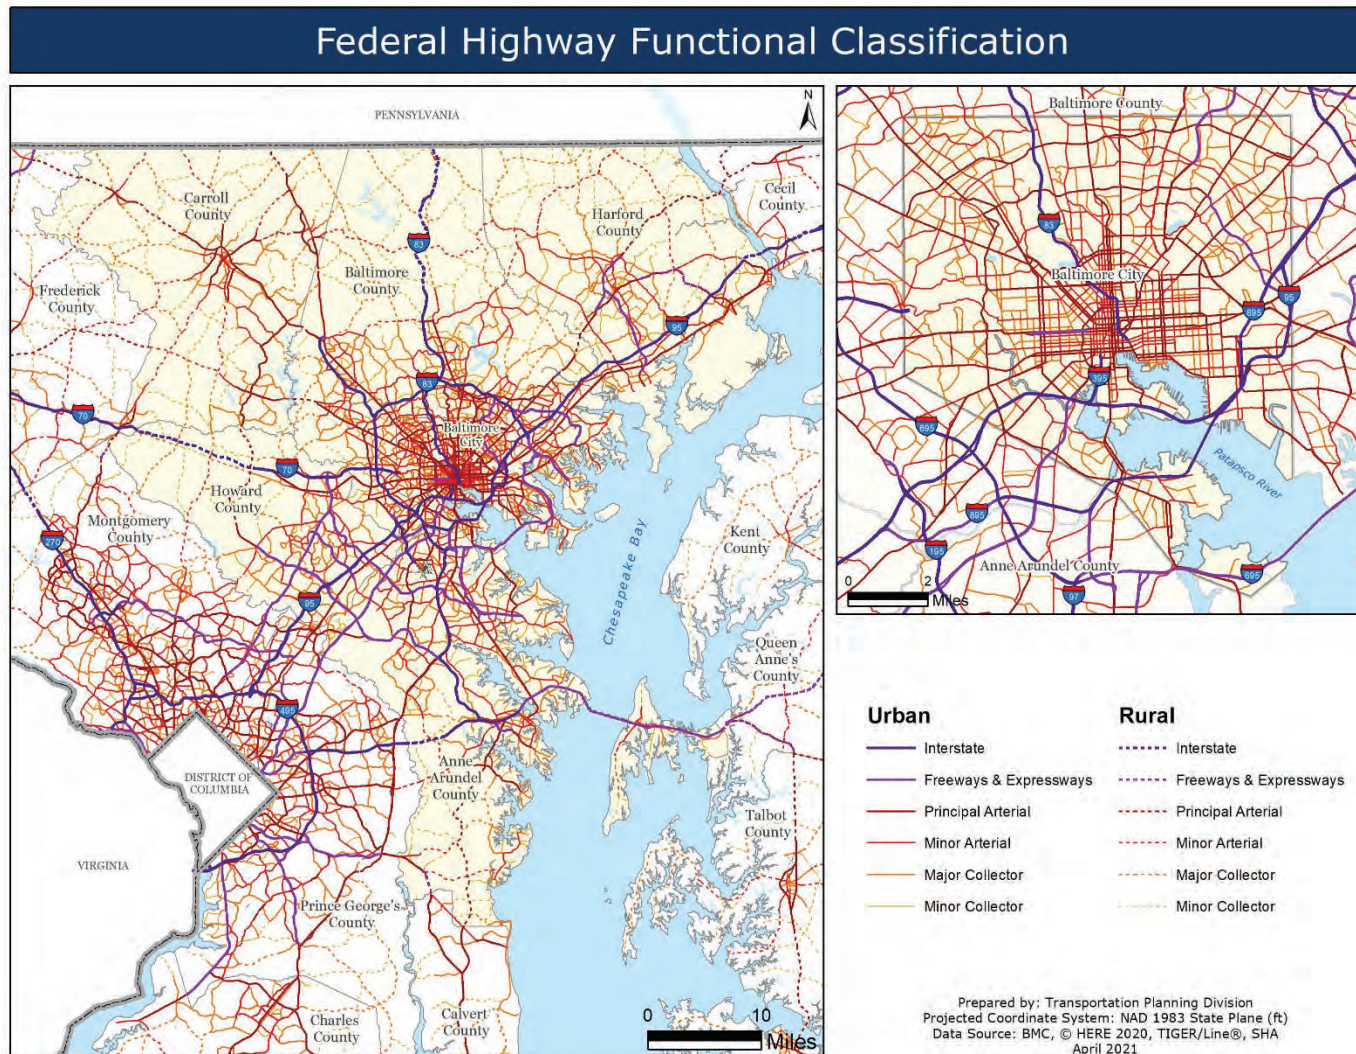 Federal Highway Functional Classification
PENNSYLVANIA
N
Carroll
County
Cecil
County
Harford
County
83
Baltimore
County
Frederick
County
95
83
70
Baltimore
City
70
Howard
County
Montgomery
County
Kent
County
270
Chesapeake Bay
95
Queen
Anne's
County
495
DISTRICT OF
COLUMBIA
Anne
Arundel
County
Talbot
County
VIRGINIA
Prince George's
County
Charles
County
Calvert
County
0 10
Miles
Baltimore County
83
Baltimore City
95
895
395
695
Patapsco River
895
195
Anne Arundel County
695
97
0 2
Miles
Urban
Interstate
Freeways & Expressways
Principal Arterial
Minor Arterial
Major Collector
Minor Collector
Rural
Interstate
Freeways & Expressways
Principal Arterial
Minor Arterial
Major Collector
Minor Collector
Prepared by: Transportation Planning Division
Projected Coordinate System: NAD 1983 State Plane (ft)
Data Source: BMC, © HERE 2020, TIGER/Line®, SHA
April 2021